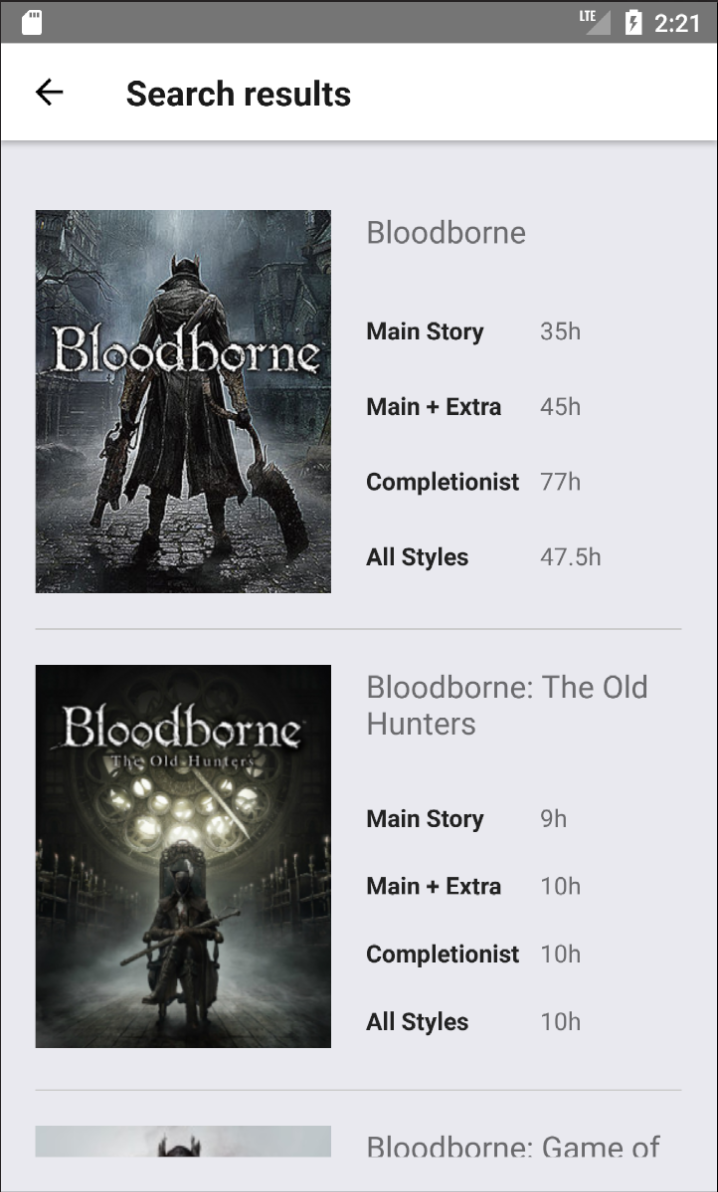 LTE 2:21
Search results
Bloodborne
Bloodborne
Main Story 35h
Main + Extra 45h
Completionist 77h
All Styles 47.5h
Bloodborne
The Old Hunters
Bloodborne: The Old
Hunters
Main Story 9h
Main + Extra 10h
Completionist 10h
All Styles 10h
Bloodborne: Game of